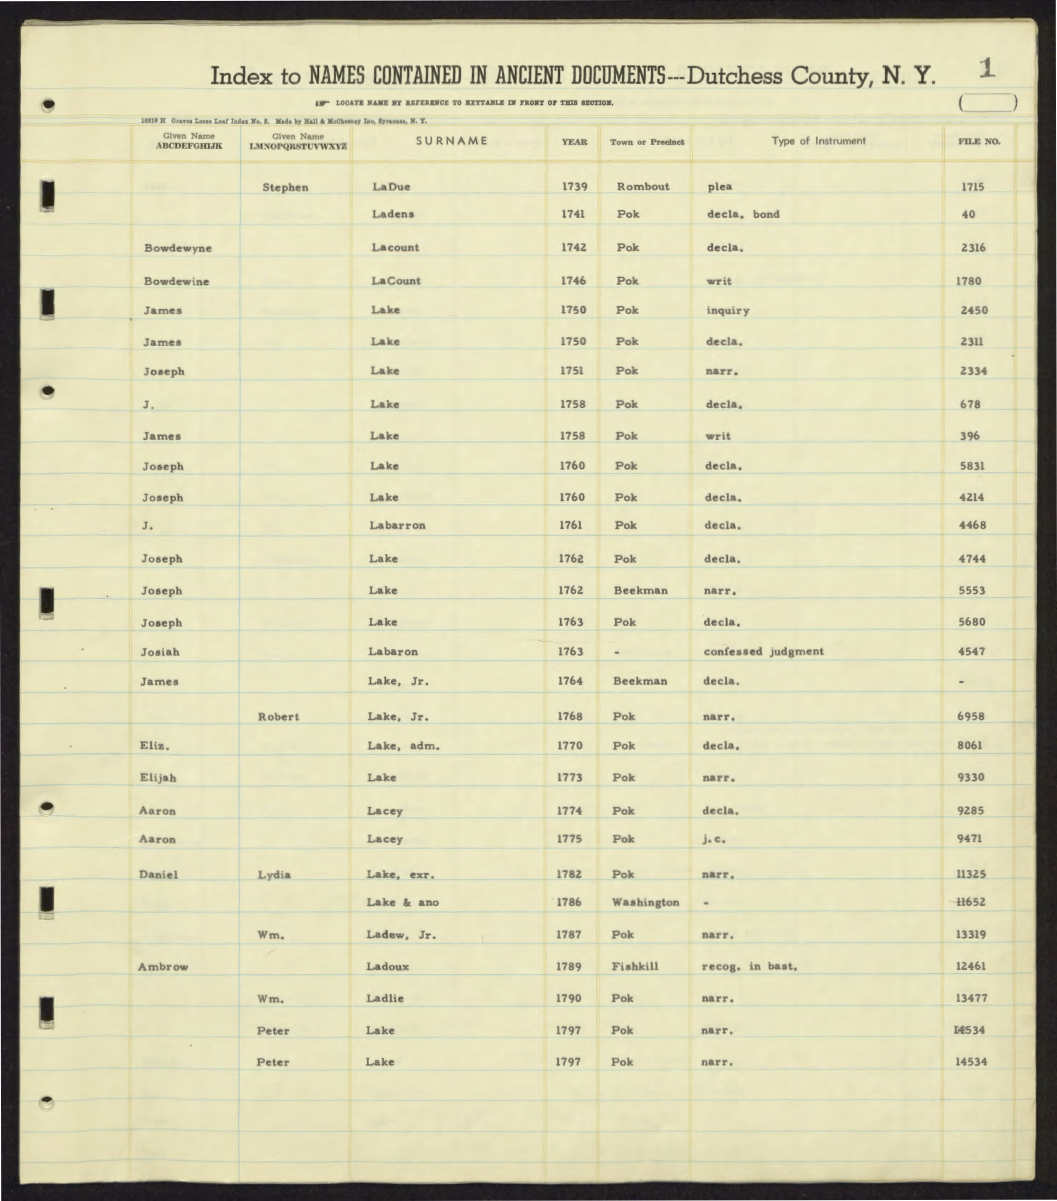 Index to NAMES CONTAINED IN ANCIENT DOCUMENTS---Dutchess County, N. Y. 1
☞ LOCATE NAME BY REFERENCE TO KEYTABLE IN FRONT OF THIS SECTION. ( )
16219 H Graves Loose Leaf Index No. 2. Made by Hall & McChesney Inc, Syracuse, N. Y.
Given Name ABCDEFGHIJK Given Name LMNOPQRSTUVWXYZ SURNAME YEAR Town or Precinct Type of Instrument FILE NO.
Stephen LaDue 1739 Rombout plea 1715
Ladens 1741 Pok decla. bond 40
Bowdewyne Lacount 1742 Pok decla. 2316
Bowdewine LaCount 1746 Pok writ 1780
James Lake 1750 Pok inquiry 2450
James Lake 1750 Pok decla. 2311
Joseph Lake 1751 Pok narr. 2334
J. Lake 1758 Pok decla. 678
James Lake 1758 Pok writ 396
Joseph Lake 1760 Pok decla. 5831
Joseph Lake 1760 Pok decla. 4214
J. Labarron 1761 Pok decla. 4468
Joseph Lake 1762 Pok decla. 4744
Joseph Lake 1762 Beekman narr. 5553
Joseph Lake 1763 Pok decla. 5680
Josiah Labaron 1763 - confessed judgment 4547
James Lake, Jr. 1764 Beekman decla. -
Robert Lake, Jr. 1768 Pok narr. 6958
Eliz. Lake, adm. 1770 Pok decla. 8061
Elijah Lake 1773 Pok narr. 9330
Aaron Lacey 1774 Pok decla. 9285
Aaron Lacey 1775 Pok j.c. 9471
Daniel Lydia Lake, exr. 1782 Pok narr. 11325
Lake & ano 1786 Washington - 11652
Wm. Ladew, Jr. 1787 Pok narr. 13319
Ambrow Ladoux 1789 Fishkill recog. in bast. 12461
Wm. Ladlie 1790 Pok narr. 13477
Peter Lake 1797 Pok narr. 14534
Peter Lake 1797 Pok narr. 14534